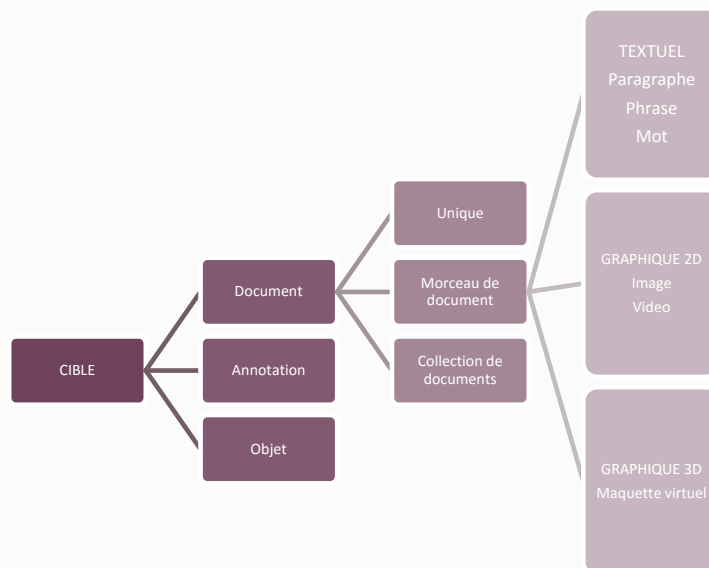 CIBLE
Document
Annotation
Objet
Unique
Morceau de
document
Collection de
documents
TEXTUEL
Paragraphe
Phrase
Mot
GRAPHIQUE 2D
Image
Video
GRAPHIQUE 3D
Maquette virtuel